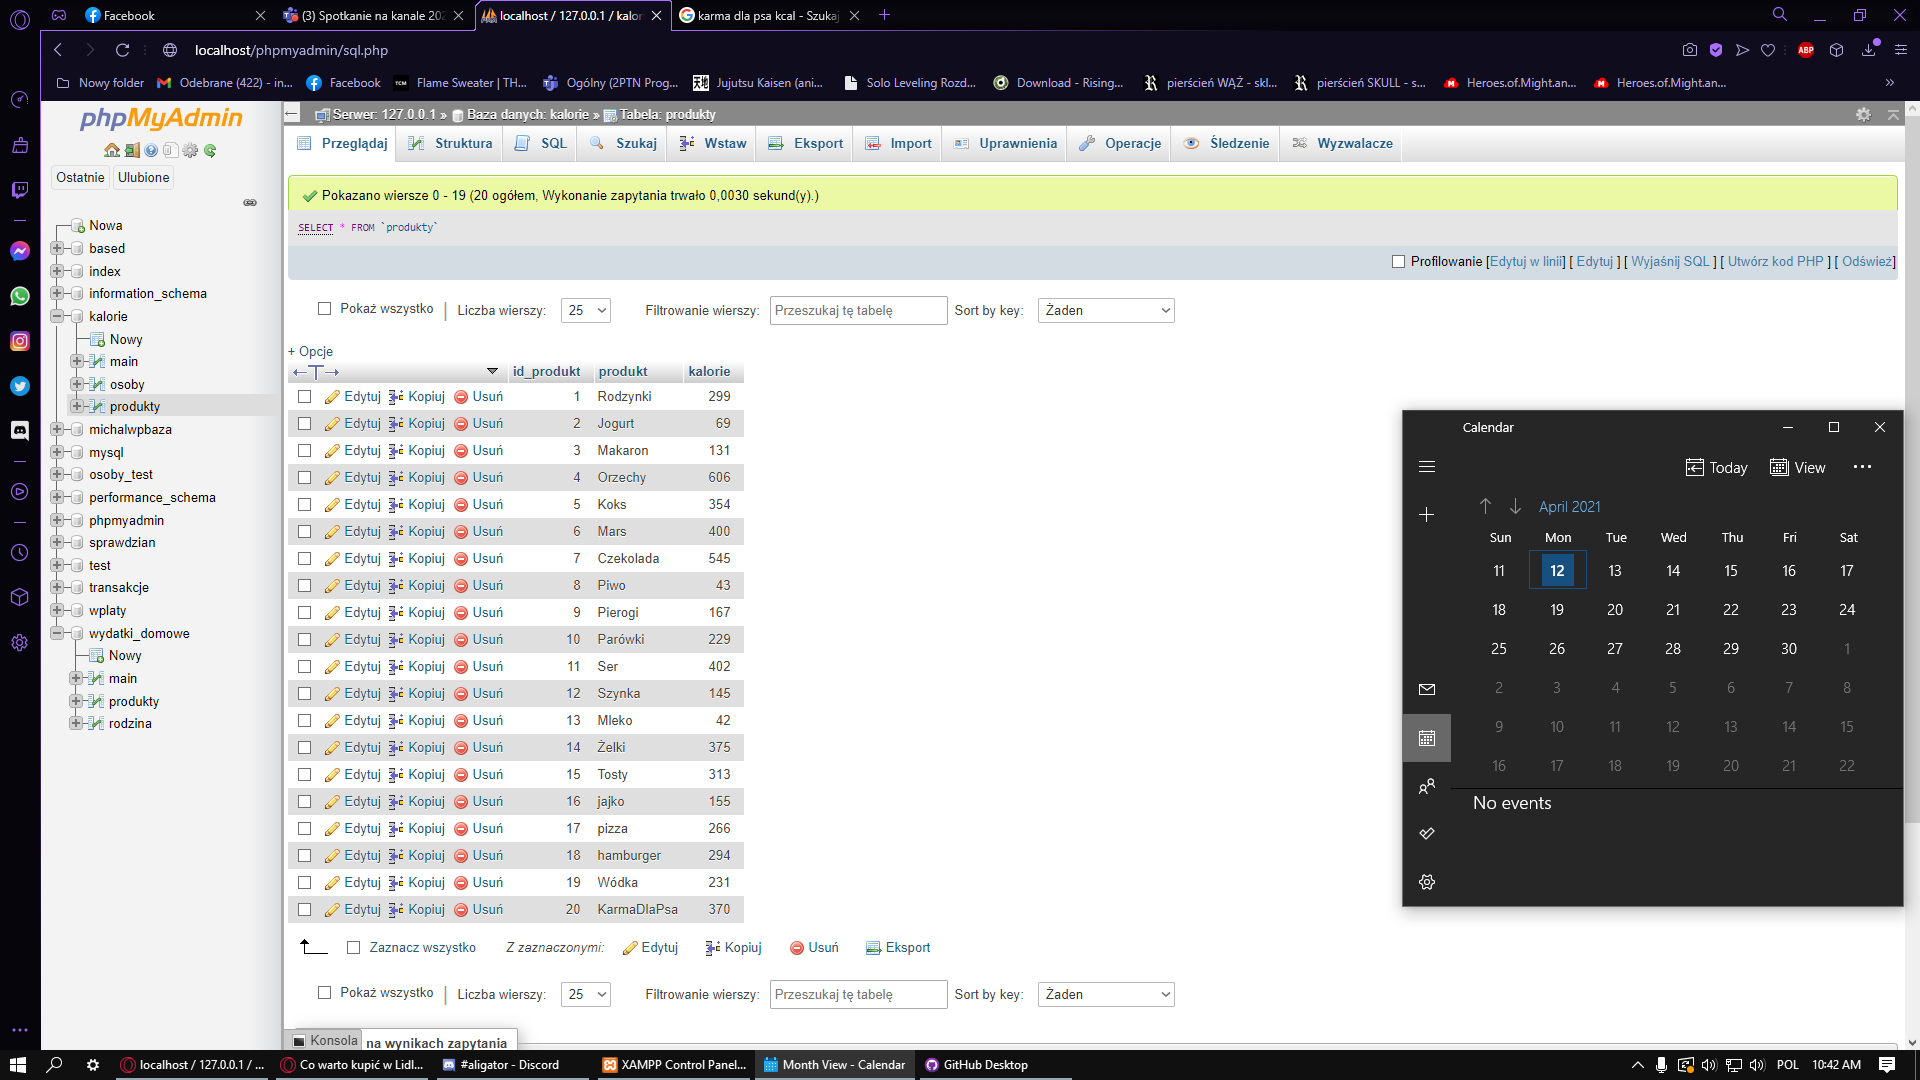 Facebook
(3) Spotkanie na kanale 202
localhost / 127.0.0.1 / kalor
karma dla psa kcal - Szukaj
localhost/phpmyadmin/sql.php
ABP
Nowy folder
Odebrane (422) - in...
Facebook
TCM
Flame Sweater | TH...
Ogólny (2PTN Prog...
Jujutsu Kaisen (ani...
Solo Leveling Rozd...
Download - Rising...
pierścień WĄŻ - skl...
pierścień SKULL - s...
Heroes.of.Might.an...
Heroes.of.Might.an...
phpMyAdmin
Ostatnie
Ulubione
Nowa
based
index
information_schema
kalorie
Nowy
main
osoby
produkty
michalwpbaza
mysql
osoby_test
performance_schema
phpmyadmin
sprawdzian
test
transakcje
wplaty
wydatki_domowe
Nowy
main
produkty
rodzina
Serwer: 127.0.0.1 » Baza danych: kalorie » Tabela: produkty
Przeglądaj
Struktura
SQL
Szukaj
Wstaw
Eksport
Import
Uprawnienia
Operacje
Śledzenie
Wyzwalacze
Pokazano wiersze 0 - 19 (20 ogółem, Wykonanie zapytania trwało 0,0030 sekund(y).)
SELECT * FROM `produkty`
Profilowanie [Edytuj w linii] [ Edytuj ] [ Wyjaśnij SQL ] [ Utwórz kod PHP ] [ Odśwież]
Pokaż wszystko
Liczba wierszy:
25
Filtrowanie wierszy:
Przeszukaj tę tabelę
Sort by key:
Żaden
+ Opcje
←T→ id_produkt produkt kalorie
Edytuj Kopiuj Usuń 1 Rodzynki 299
Edytuj Kopiuj Usuń 2 Jogurt 69
Edytuj Kopiuj Usuń 3 Makaron 131
Edytuj Kopiuj Usuń 4 Orzechy 606
Edytuj Kopiuj Usuń 5 Koks 354
Edytuj Kopiuj Usuń 6 Mars 400
Edytuj Kopiuj Usuń 7 Czekolada 545
Edytuj Kopiuj Usuń 8 Piwo 43
Edytuj Kopiuj Usuń 9 Pierogi 167
Edytuj Kopiuj Usuń 10 Parówki 229
Edytuj Kopiuj Usuń 11 Ser 402
Edytuj Kopiuj Usuń 12 Szynka 145
Edytuj Kopiuj Usuń 13 Mleko 42
Edytuj Kopiuj Usuń 14 Żelki 375
Edytuj Kopiuj Usuń 15 Tosty 313
Edytuj Kopiuj Usuń 16 jajko 155
Edytuj Kopiuj Usuń 17 pizza 266
Edytuj Kopiuj Usuń 18 hamburger 294
Edytuj Kopiuj Usuń 19 Wódka 231
Edytuj Kopiuj Usuń 20 KarmaDlaPsa 370
Zaznacz wszystko
Z zaznaczonymi:
Edytuj
Kopiuj
Usuń
Eksport
Pokaż wszystko
Liczba wierszy:
25
Filtrowanie wierszy:
Przeszukaj tę tabelę
Sort by key:
Żaden
Konsola
na wynikach zapytania
Calendar
Today
View
April 2021
Sun Mon Tue Wed Thu Fri Sat
11 12 13 14 15 16 17
18 19 20 21 22 23 24
25 26 27 28 29 30 1
2 3 4 5 6 7 8
9 10 11 12 13 14 15
16 17 18 19 20 21 22
No events
localhost / 127.0.0.1 / ...
Co warto kupić w Lidl...
#aligator - Discord
XAMPP Control Panel...
Month View - Calendar
GitHub Desktop
POL
10:42 AM